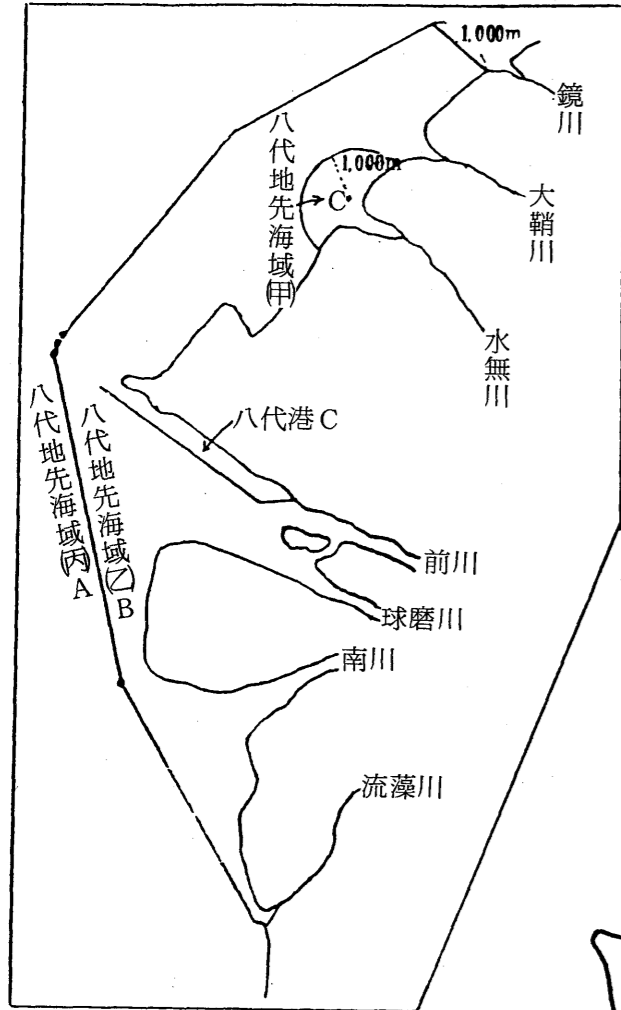 1.000m
鏡川
八代地先海域(甲)
1.000m
C
大鞘川
水無川
八代港C
八代地先海域(丙)A
八代地先海域(乙)B
前川
球磨川
南川
流藻川